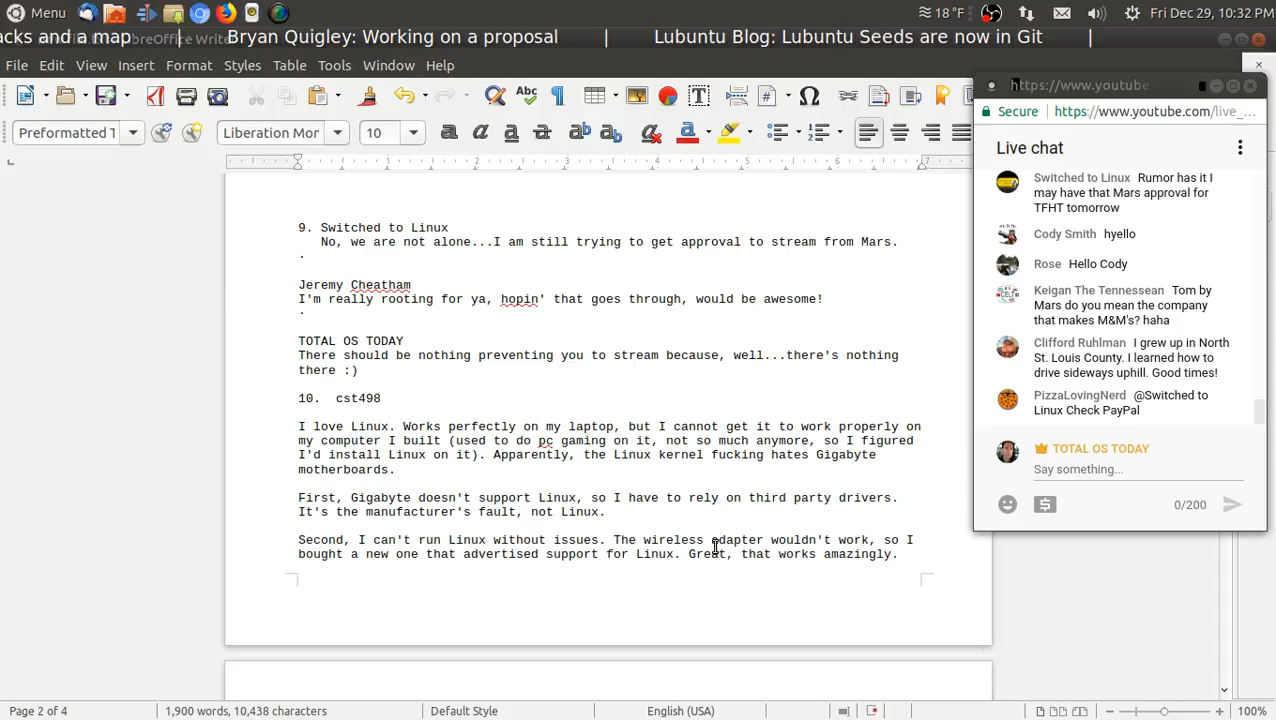 Menu
18 °F
Fri Dec 29, 10:32 PM
acks and a map | Bryan Quigley: Working on a proposal | Lubuntu Blog: Lubuntu Seeds are now in Git |
File Edit View Insert Format Styles Table Tools Window Help
Preformatted T
Liberation Mor
10
1 2 3 4 5 6 7
9. Switched to Linux
No, we are not alone...I am still trying to get approval to stream from Mars.
.
Jeremy Cheatham
I'm really rooting for ya, hopin' that goes through, would be awesome!
.
TOTAL OS TODAY
There should be nothing preventing you to stream because, well...there's nothing
there :)
10. cst498
I love Linux. Works perfectly on my laptop, but I cannot get it to work properly on
my computer I built (used to do pc gaming on it, not so much anymore, so I figured
I'd install Linux on it). Apparently, the Linux kernel fucking hates Gigabyte
motherboards.
First, Gigabyte doesn't support Linux, so I have to rely on third party drivers.
It's the manufacturer's fault, not Linux.
Second, I can't run Linux without issues. The wireless adapter wouldn't work, so I
bought a new one that advertised support for Linux. Great, that works amazingly.
https://www.youtube
Secure https://www.youtube.com/live_...
Live chat
Switched to Linux Rumor has it I
may have that Mars approval for
TFHT tomorrow
Cody Smith hyello
Rose Hello Cody
Keigan The Tennessean Tom by
Mars do you mean the company
that makes M&M's? haha
Clifford Ruhlman I grew up in North
St. Louis County. I learned how to
drive sideways uphill. Good times!
PizzaLovingNerd @Switched to
Linux Check PayPal
TOTAL OS TODAY
Say something...
0/200
Page 2 of 4
1,900 words, 10,438 characters
Default Style
English (USA)
100%